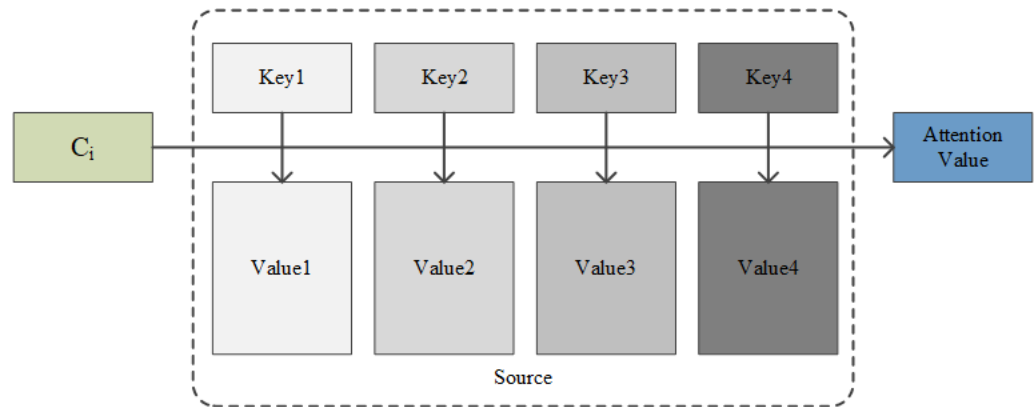 Key1
Key2
Key3
Key4
Cᵢ
Attention
Value
Value1
Value2
Value3
Value4
Source